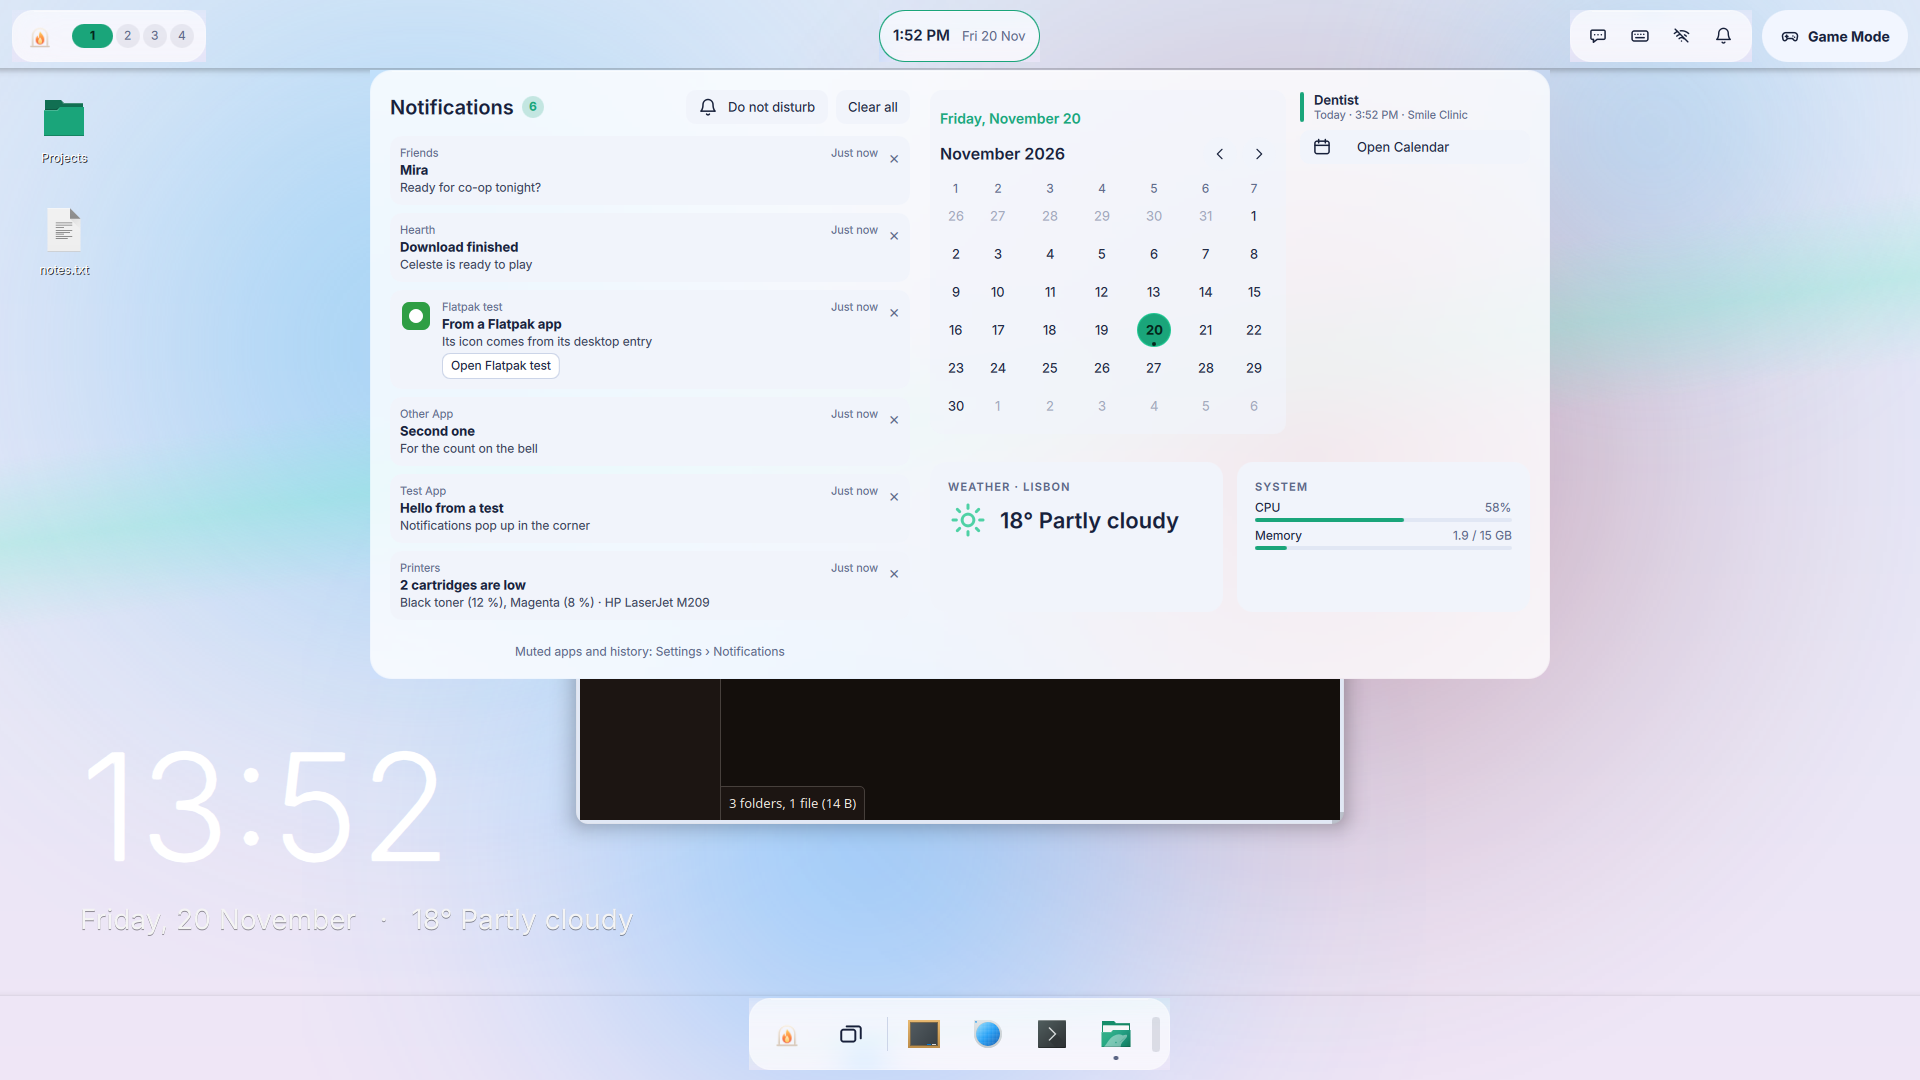 1 2 3 4
1:52 PM Fri 20 Nov
Game Mode
Projects
notes.txt
Notifications 6
Do not disturb
Clear all
Friends
Just now
Mira
Ready for co-op tonight?
Hearth
Just now
Download finished
Celeste is ready to play
Flatpak test
Just now
From a Flatpak app
Its icon comes from its desktop entry
Open Flatpak test
Other App
Just now
Second one
For the count on the bell
Test App
Just now
Hello from a test
Notifications pop up in the corner
Printers
Just now
2 cartridges are low
Black toner (12 %), Magenta (8 %) · HP LaserJet M209
Muted apps and history: Settings › Notifications
Friday, November 20
November 2026
1 2 3 4 5 6 7
26 27 28 29 30 31 1
2 3 4 5 6 7 8
9 10 11 12 13 14 15
16 17 18 19 20 21 22
23 24 25 26 27 28 29
30 1 2 3 4 5 6
Dentist
Today · 3:52 PM · Smile Clinic
Open Calendar
WEATHER · LISBON
18° Partly cloudy
SYSTEM
CPU 58%
Memory 1.9 / 15 GB
3 folders, 1 file (14 B)
13:52
Friday, 20 November · 18° Partly cloudy